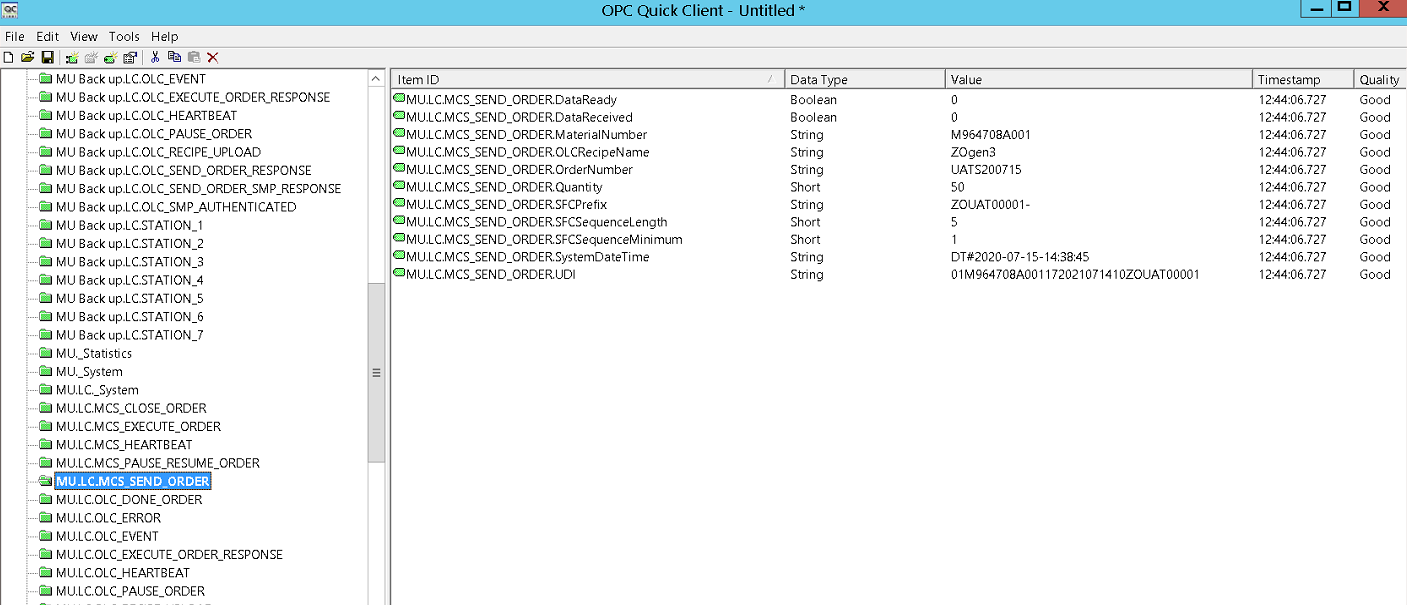 OPC Quick Client - Untitled *
File Edit View Tools Help
MU Back up.LC.OLC_EVENT
MU Back up.LC.OLC_EXECUTE_ORDER_RESPONSE
MU Back up.LC.OLC_HEARTBEAT
MU Back up.LC.OLC_PAUSE_ORDER
MU Back up.LC.OLC_RECIPE_UPLOAD
MU Back up.LC.OLC_SEND_ORDER_RESPONSE
MU Back up.LC.OLC_SEND_ORDER_SMP_RESPONSE
MU Back up.LC.OLC_SMP_AUTHENTICATED
MU Back up.LC.STATION_1
MU Back up.LC.STATION_2
MU Back up.LC.STATION_3
MU Back up.LC.STATION_4
MU Back up.LC.STATION_5
MU Back up.LC.STATION_6
MU Back up.LC.STATION_7
MU._Statistics
MU._System
MU.LC._System
MU.LC.MCS_CLOSE_ORDER
MU.LC.MCS_EXECUTE_ORDER
MU.LC.MCS_HEARTBEAT
MU.LC.MCS_PAUSE_RESUME_ORDER
MU.LC.MCS_SEND_ORDER
MU.LC.OLC_DONE_ORDER
MU.LC.OLC_ERROR
MU.LC.OLC_EVENT
MU.LC.OLC_EXECUTE_ORDER_RESPONSE
MU.LC.OLC_HEARTBEAT
MU.LC.OLC_PAUSE_ORDER
Item ID Data Type Value Timestamp Quality
MU.LC.MCS_SEND_ORDER.DataReady Boolean 0 12:44:06.727 Good
MU.LC.MCS_SEND_ORDER.DataReceived Boolean 0 12:44:06.727 Good
MU.LC.MCS_SEND_ORDER.MaterialNumber String M964708A001 12:44:06.727 Good
MU.LC.MCS_SEND_ORDER.OLCRecipeName String ZOgen3 12:44:06.727 Good
MU.LC.MCS_SEND_ORDER.OrderNumber String UATS200715 12:44:06.727 Good
MU.LC.MCS_SEND_ORDER.Quantity Short 50 12:44:06.727 Good
MU.LC.MCS_SEND_ORDER.SFCPrefix String ZOUAT00001- 12:44:06.727 Good
MU.LC.MCS_SEND_ORDER.SFCSequenceLength Short 5 12:44:06.727 Good
MU.LC.MCS_SEND_ORDER.SFCSequenceMinimum Short 1 12:44:06.727 Good
MU.LC.MCS_SEND_ORDER.SystemDateTime String DT#2020-07-15-14:38:45 12:44:06.727 Good
MU.LC.MCS_SEND_ORDER.UDI String 01M964708A001172021071410ZOUAT00001 12:44:06.727 Good